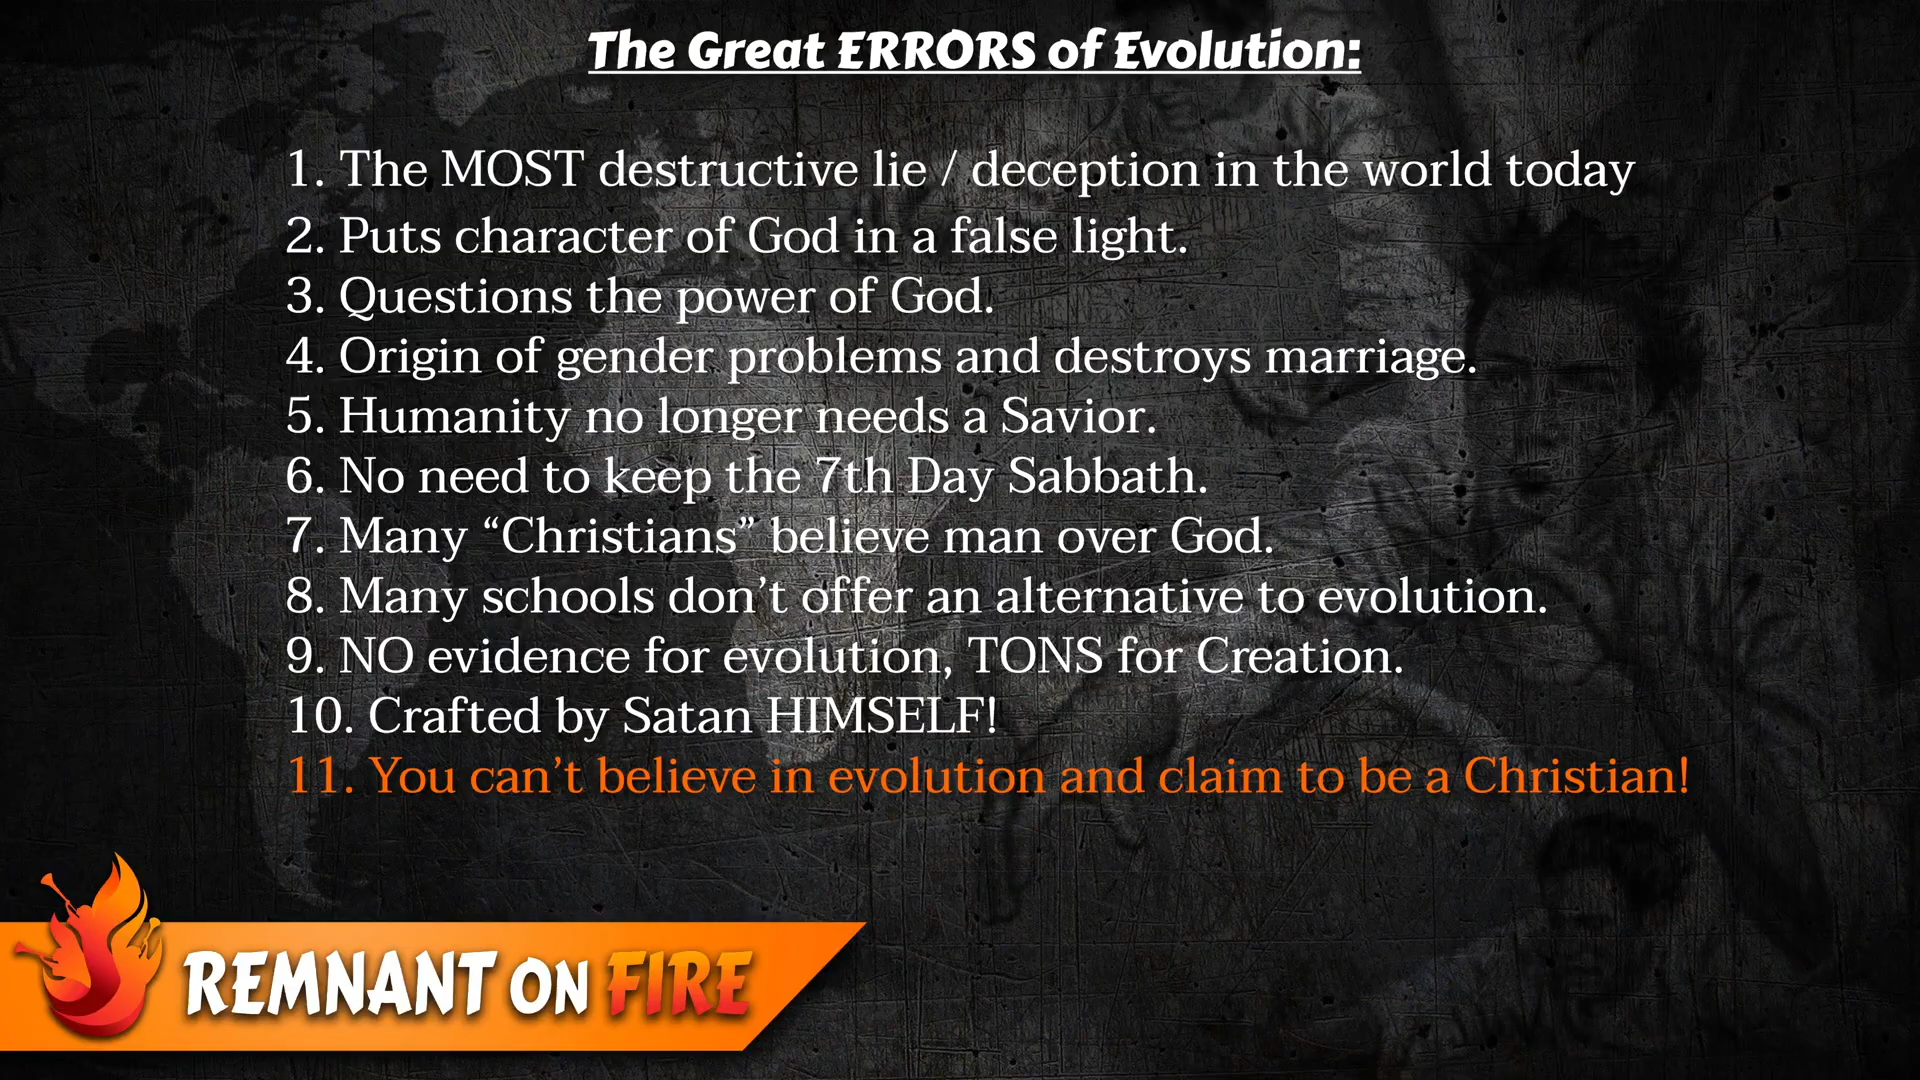 The Great ERRORS of Evolution:
1. The MOST destructive lie / deception in the world today
2. Puts character of God in a false light.
3. Questions the power of God.
4. Origin of gender problems and destroys marriage.
5. Humanity no longer needs a Savior.
6. No need to keep the 7th Day Sabbath.
7. Many “Christians” believe man over God.
8. Many schools don’t offer an alternative to evolution.
9. NO evidence for evolution, TONS for Creation.
10. Crafted by Satan HIMSELF!
11. You can’t believe in evolution and claim to be a Christian!
REMNANT ON FIRE